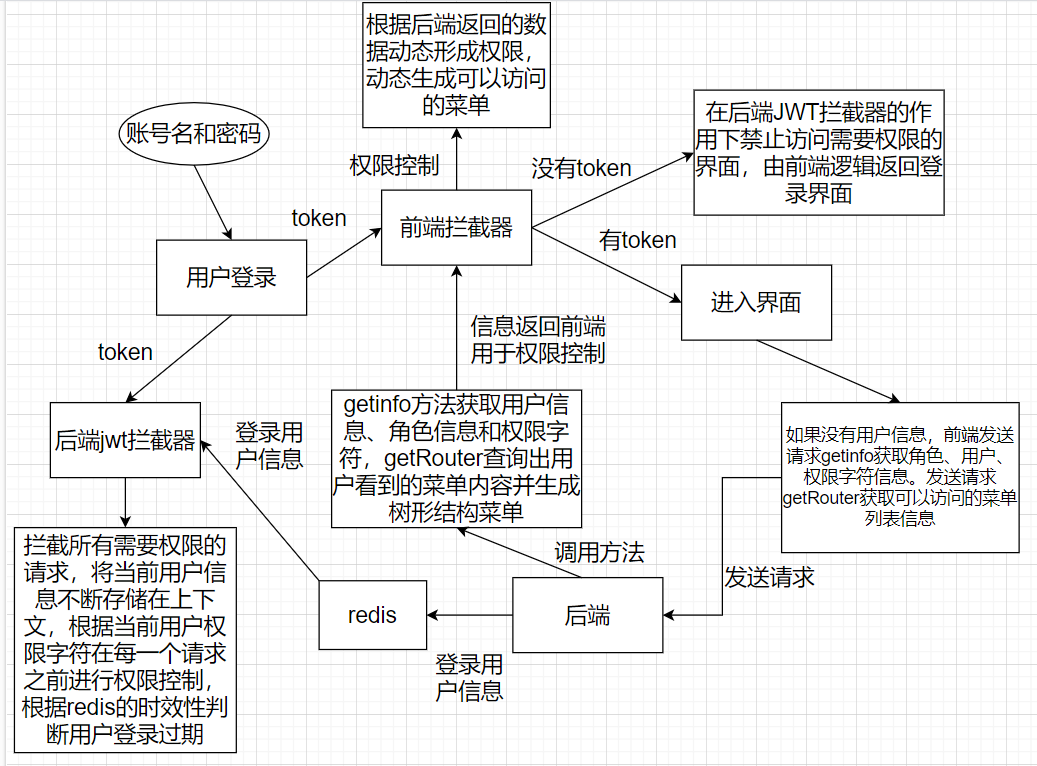 根据后端返回的数
据动态形成权限，
动态生成可以访问
的菜单
账号名和密码
权限控制
没有token
在后端JWT拦截器的作
用下禁止访问需要权限的
界面，由前端逻辑返回登
录界面
token
前端拦截器
有token
用户登录
进入界面
token
信息返回前端
用于权限控制
后端jwt拦截器
登录用
户信息
getinfo方法获取用户信
息、角色信息和权限字
符，getRouter查询出用
户看到的菜单内容并生成
树形结构菜单
如果没有用户信息，前端发送
请求getinfo获取角色、用户、
权限字符信息。发送请求
getRouter获取可以访问的菜单
列表信息
调用方法
发送请求
拦截所有需要权限的
请求，将当前用户信
息不断存储在上下
文，根据当前用户权
限字符在每一个请求
之前进行权限控制，
根据redis的时效性判
断用户登录过期
redis
后端
登录用
户信息